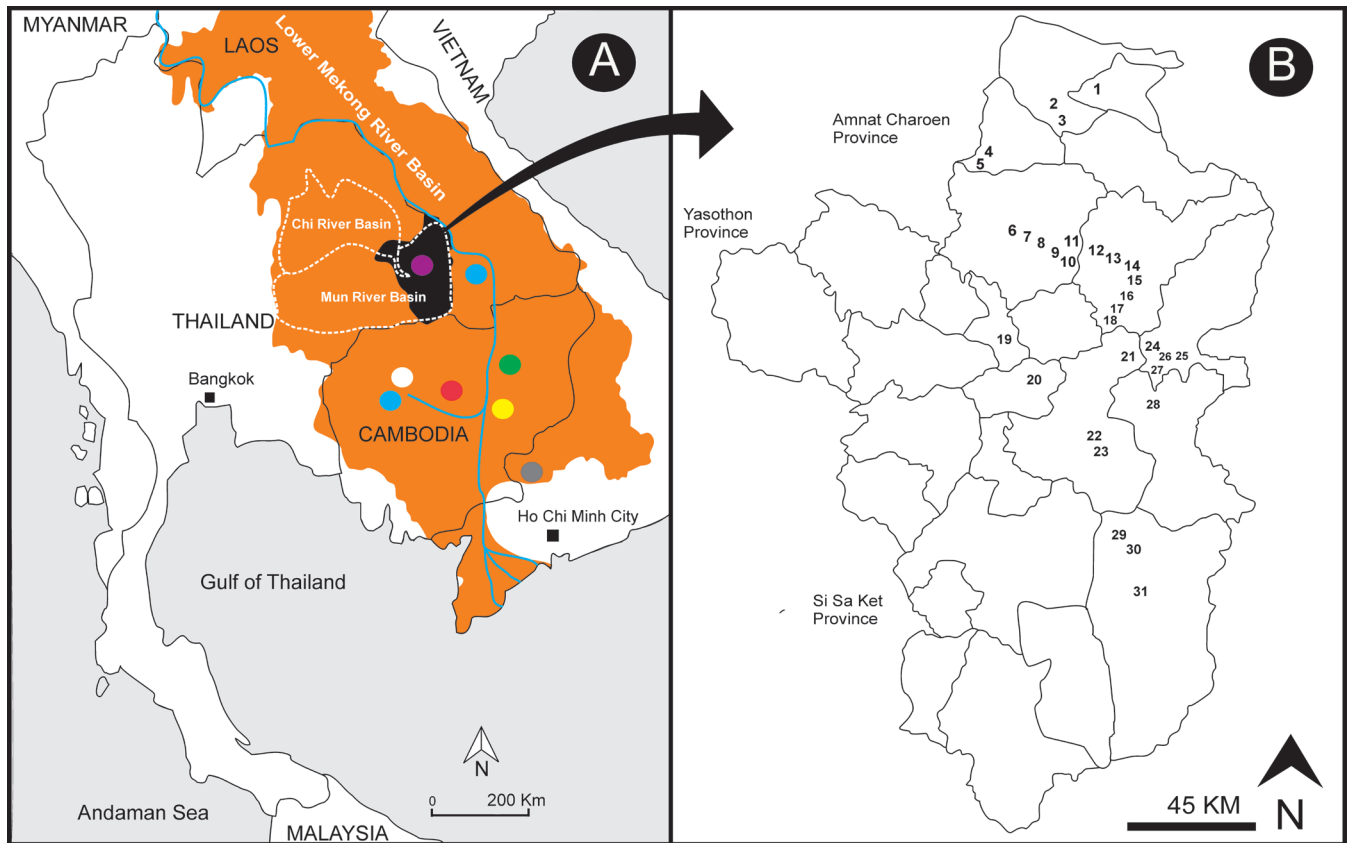 MYANMAR
LAOS
VIETNAM
A
Lower Mekong River Basin
Chi River Basin
Mun River Basin
THAILAND
Bangkok
CAMBODIA
Ho Chi Minh City
Gulf of Thailand
N
0 200 Km
Andaman Sea
MALAYSIA
B
Amnat Charoen
Province
Yasothon
Province
Si Sa Ket
Province
1
2
3
4
5
6
7
8
9
10
11
12
13
14
15
16
17
18
19
20
21
24
26
25
27
28
22
23
29
30
31
45 KM
N